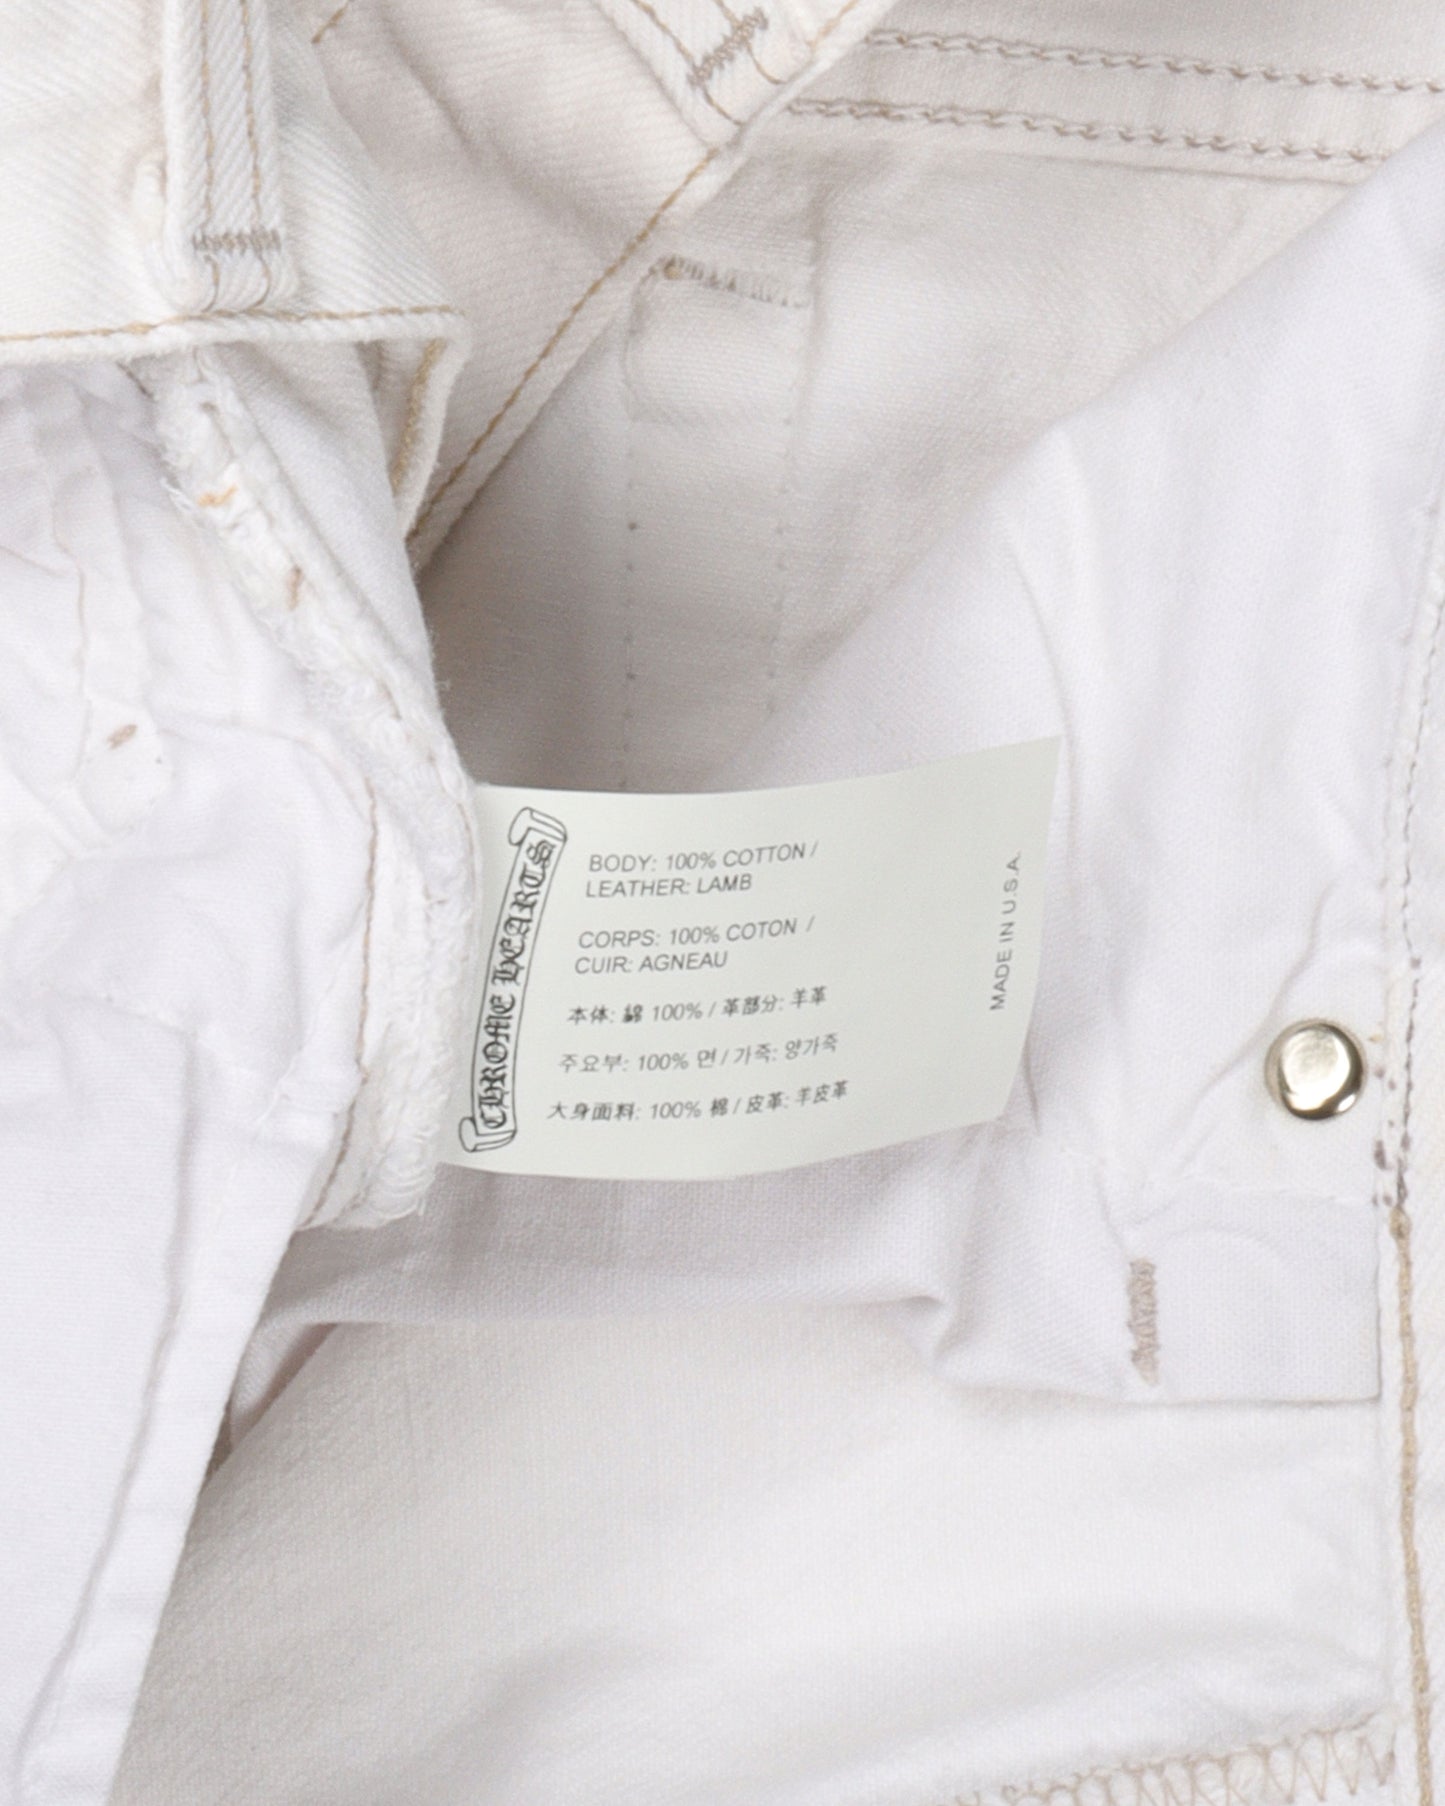 CHROME HEARTS
BODY: 100% COTTON /
LEATHER: LAMB
CORPS: 100% COTON /
CUIR: AGNEAU
本体: 綿 100% / 革部分: 羊革
주요부: 100% 면 / 가죽: 양가죽
大身面料: 100% 棉 / 皮革: 羊皮革
MADE IN U.S.A.